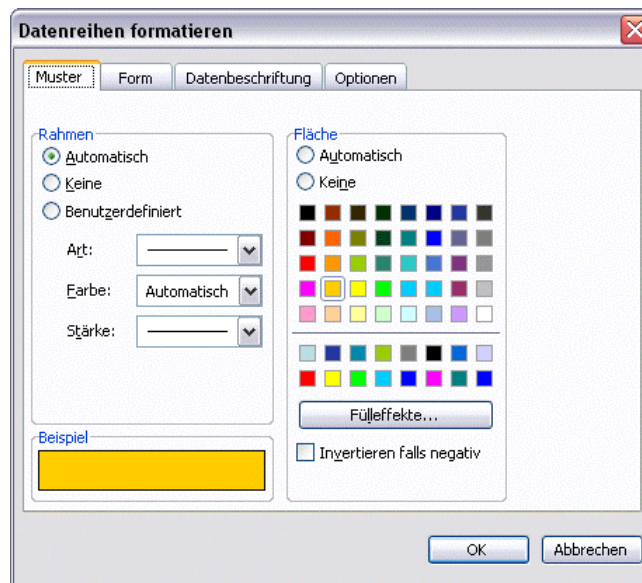 Datenreihen formatieren
Muster Form Datenbeschriftung Optionen
Rahmen
Automatisch
Keine
Benutzerdefiniert
Art:
Farbe: Automatisch
Stärke:
Beispiel
Fläche
Automatisch
Keine
Fülleffekte...
Invertieren falls negativ
OK Abbrechen